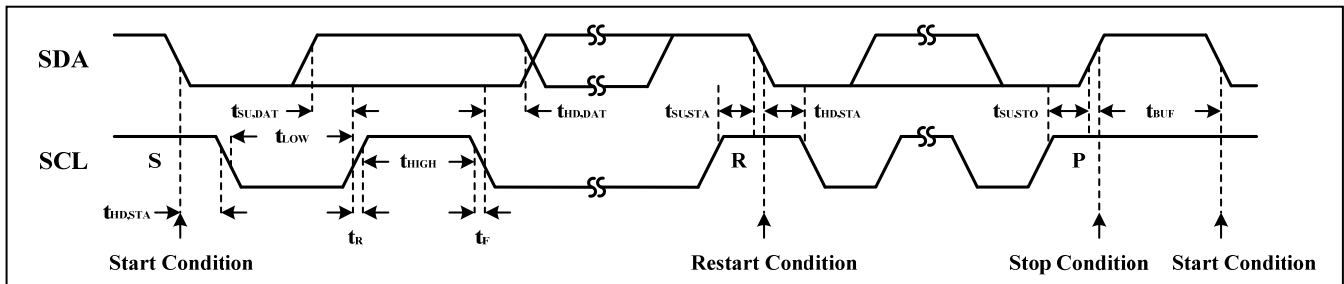 SDA
tSU,DAT tHD,DAT tSU,STA tHD,STA tSU,STO tBUF
tLOW
SCL S tHIGH R P
tHD,STA
tR tF
Start Condition Restart Condition Stop Condition Start Condition